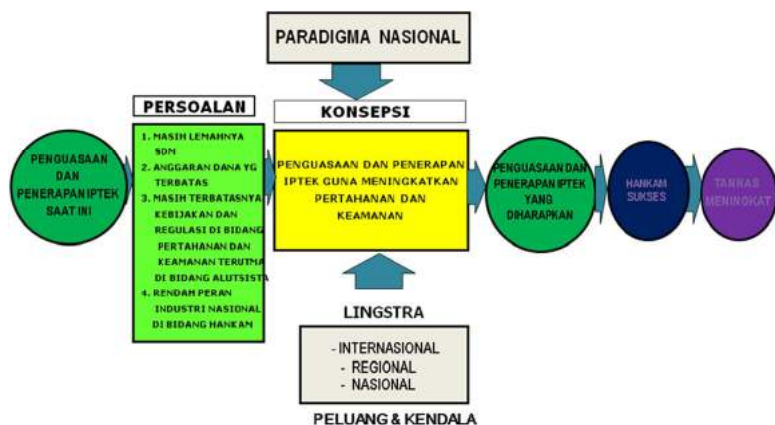 PARADIGMA NASIONAL
PERSOALAN
KONSEPSI
PENGUASAAN
DAN
PENERAPAN IPTEK
SAAT INI
1. MASIH LEMAHNYA
SDM
2. ANGGARAN DANA YG
TERBATAS
3. MASIH TERBATASNYA
KEBIJAKAN DAN
REGULASI DI BIDANG
PERTAHANAN DAN
KEAMANAN TERUTMA
DI BIDANG ALUTSISTA
4. RENDAH PERAN
INDUSTRI NASIONAL
DI BIDANG HANKAM
PENGUASAAN DAN PENERAPAN
IPTEK GUNA MENINGKATKAN
PERTAHANAN DAN
KEAMANAN
PENGUASAAN DAN
PENERAPAN IPTEK
YANG
DIHARAPKAN
HANKAM
SUKSES
TANNAS
MENINGKAT
LINGSTRA
- INTERNASIONAL
- REGIONAL
- NASIONAL
PELUANG & KENDALA